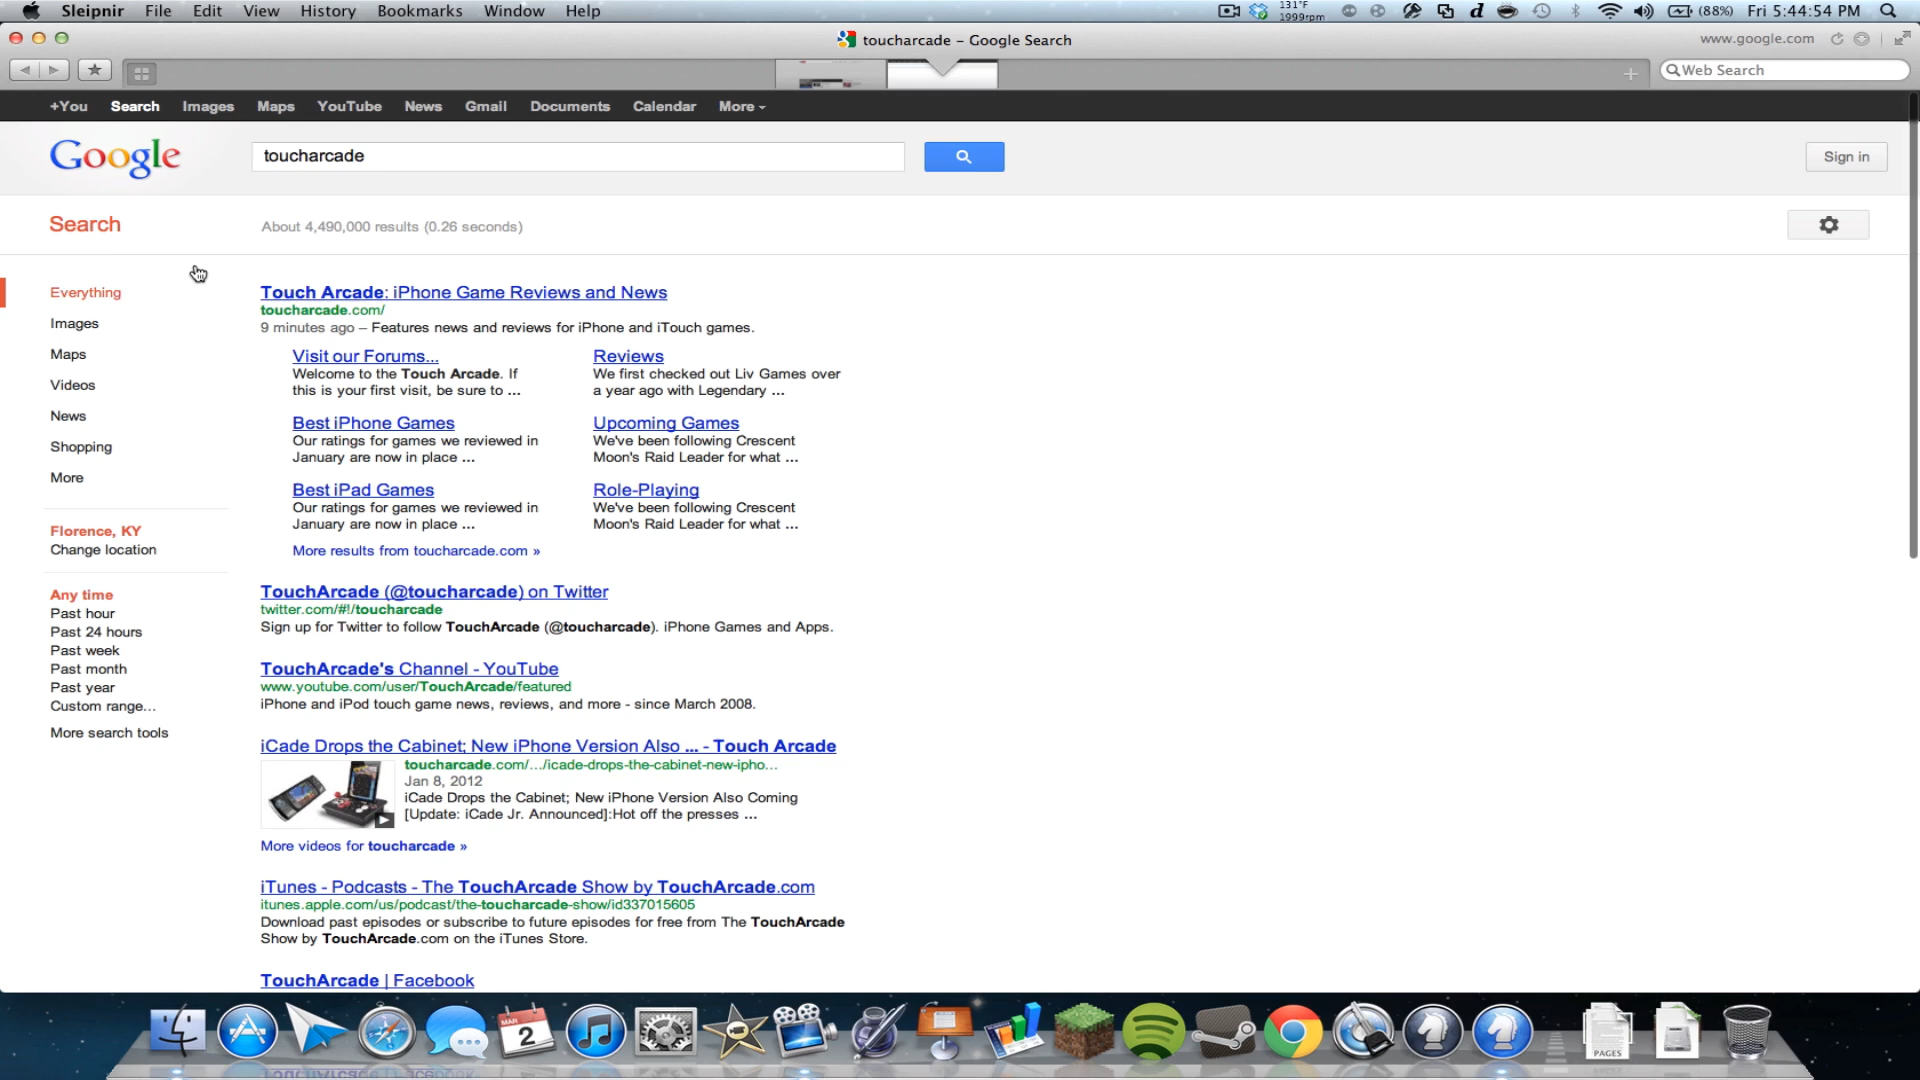 Sleipnir File Edit View History Bookmarks Window Help
131°F
1999rpm
(88%) Fri 5:44:54 PM
toucharcade – Google Search
www.google.com
Web Search
+You Search Images Maps YouTube News Gmail Documents Calendar More
Google
toucharcade
Sign in
Search
About 4,490,000 results (0.26 seconds)
Everything
Images
Maps
Videos
News
Shopping
More
Florence, KY
Change location
Any time
Past hour
Past 24 hours
Past week
Past month
Past year
Custom range...
More search tools
Touch Arcade: iPhone Game Reviews and News
toucharcade.com/
9 minutes ago – Features news and reviews for iPhone and iTouch games.
Visit our Forums...
Welcome to the Touch Arcade. If
this is your first visit, be sure to ...
Reviews
We first checked out Liv Games over
a year ago with Legendary ...
Best iPhone Games
Our ratings for games we reviewed in
January are now in place ...
Upcoming Games
We've been following Crescent
Moon's Raid Leader for what ...
Best iPad Games
Our ratings for games we reviewed in
January are now in place ...
Role-Playing
We've been following Crescent
Moon's Raid Leader for what ...
More results from toucharcade.com »
TouchArcade (@toucharcade) on Twitter
twitter.com/#!/toucharcade
Sign up for Twitter to follow TouchArcade (@toucharcade). iPhone Games and Apps.
TouchArcade's Channel - YouTube
www.youtube.com/user/TouchArcade/featured
iPhone and iPod touch game news, reviews, and more - since March 2008.
iCade Drops the Cabinet; New iPhone Version Also ... - Touch Arcade
toucharcade.com/.../icade-drops-the-cabinet-new-ipho...
Jan 8, 2012
iCade Drops the Cabinet; New iPhone Version Also Coming
[Update: iCade Jr. Announced]:Hot off the presses ...
More videos for toucharcade »
iTunes - Podcasts - The TouchArcade Show by TouchArcade.com
itunes.apple.com/us/podcast/the-toucharcade-show/id337015605
Download past episodes or subscribe to future episodes for free from The TouchArcade
Show by TouchArcade.com on the iTunes Store.
TouchArcade | Facebook
MAR
2
PAGES